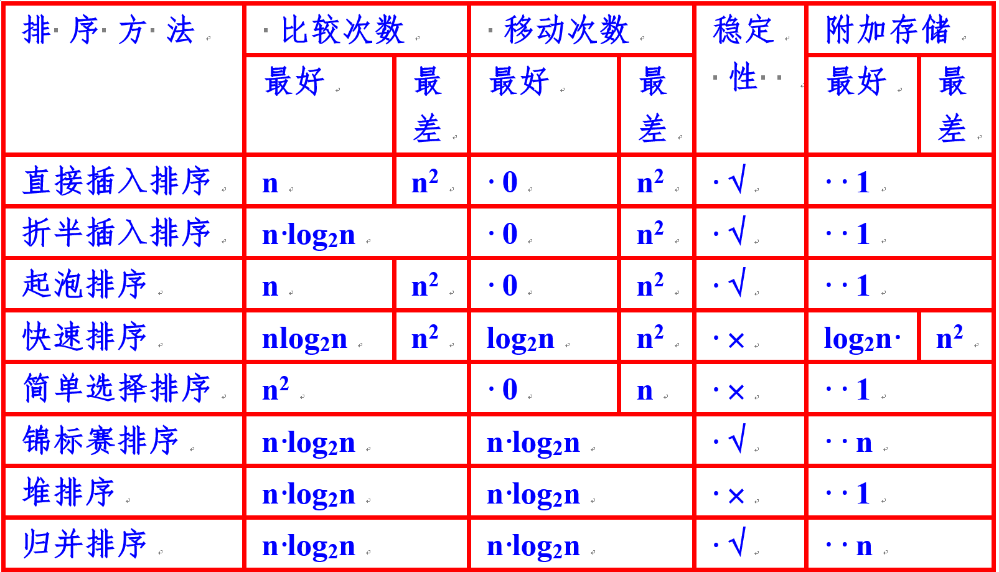 排 序 方 法 比较次数 移动次数 稳定性 附加存储
最好 最差 最好 最差 最好 最差
直接插入排序 n n² 0 n² √ 1
折半插入排序 n log₂n 0 n² √ 1
起泡排序 n n² 0 n² √ 1
快速排序 nlog₂n n² log₂n n² × log₂n n²
简单选择排序 n² 0 n × 1
锦标赛排序 n log₂n n log₂n √ n
堆排序 n log₂n n log₂n × 1
归并排序 n log₂n n log₂n √ n